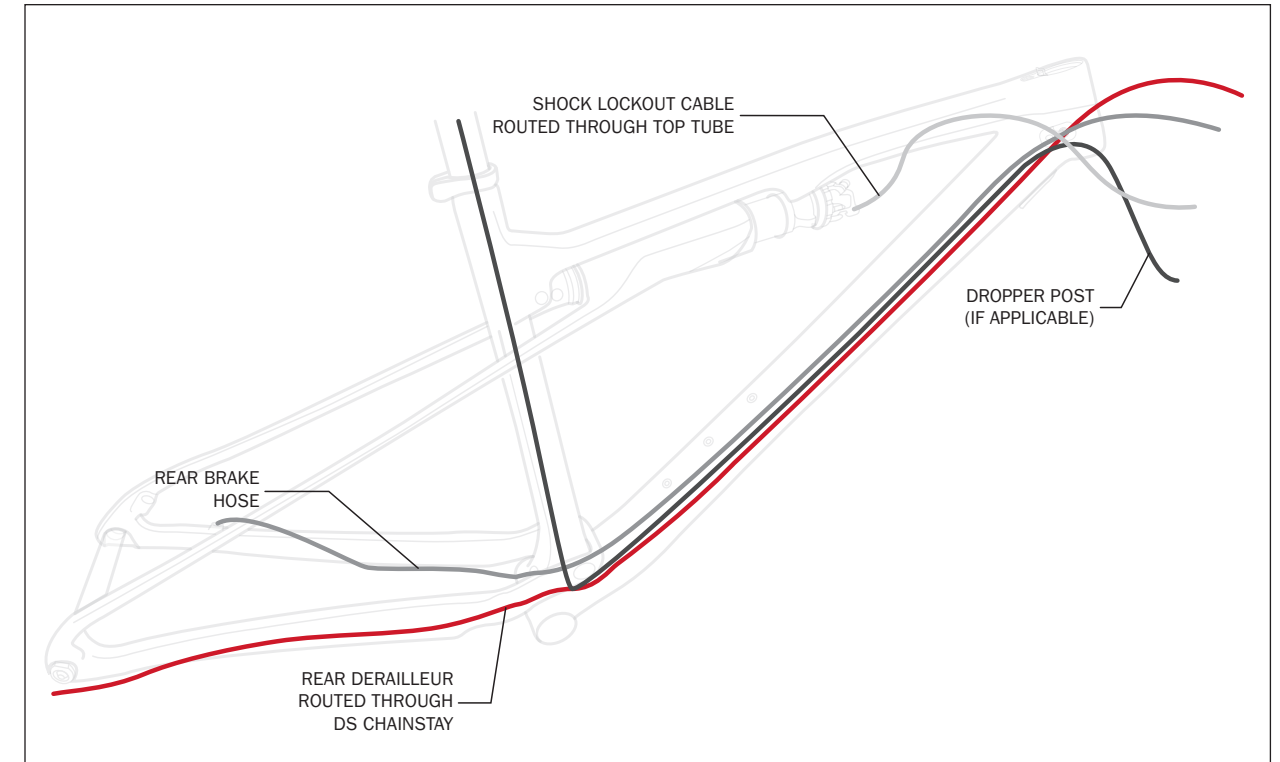 SHOCK LOCKOUT CABLE
ROUTED THROUGH TOP TUBE
DROPPER POST
(IF APPLICABLE)
REAR BRAKE
HOSE
REAR DERAILLEUR
ROUTED THROUGH
DS CHAINSTAY